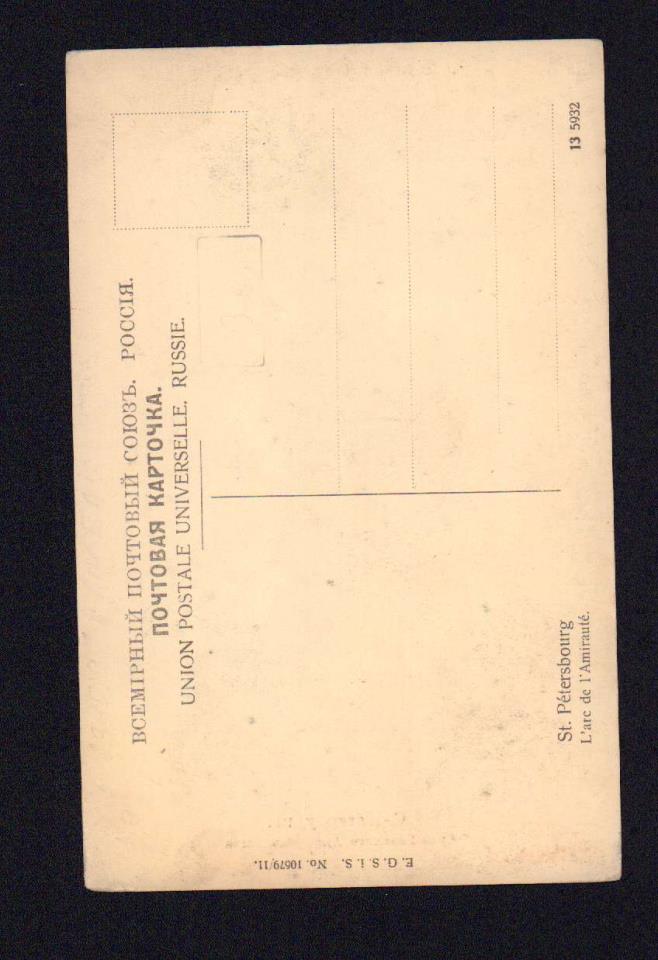 ВСЕМІРНЫЙ ПОЧТОВЫЙ СОЮЗЪ. РОССІЯ.
ПОЧТОВАЯ КАРТОЧКА.
UNION POSTALE UNIVERSELLE. RUSSIE.
13 5932
St. Pétersbourg
L'arc de l'Amirauté.
E. G. S. i. S. No. 10679/11.